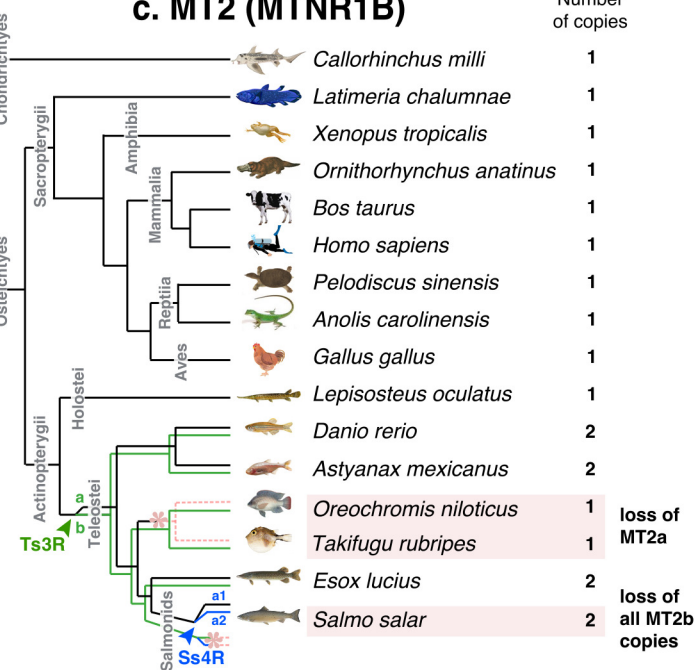 c. MT2 (MTNR1B)
Number
of copies
Chondrichtyes
Callorhinchus milli 1
Latimeria chalumnae 1
Sacropterygii
Amphibia
Xenopus tropicalis 1
Ornithorhynchus anatinus 1
Mammalia
Bos taurus 1
Homo sapiens 1
Osteichtyes
Pelodiscus sinensis 1
Reptiia
Anolis carolinensis 1
Aves
Gallus gallus 1
Holostei
Lepisosteus oculatus 1
Actinopterygii
Danio rerio 2
Astyanax mexicanus 2
a
b
Ts3R
Teleostei
Oreochromis niloticus 1
Takifugu rubripes 1
loss of
MT2a
Esox lucius 2
Salmonids
a1
a2
Ss4R
Salmo salar 2
loss of
all MT2b
copies